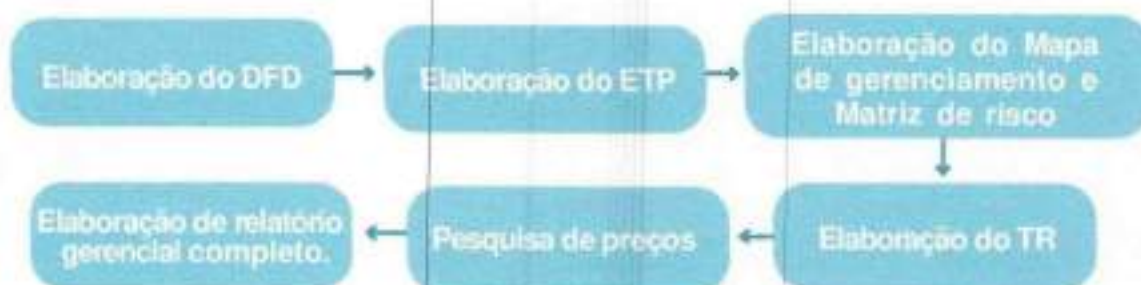 Elaboração do DFD
Elaboração do ETP
Elaboração do Mapa
de gerenciamento e
Matriz de risco
Elaboração do TR
Pesquisa de preços
Elaboração de relatório
gerencial completo.